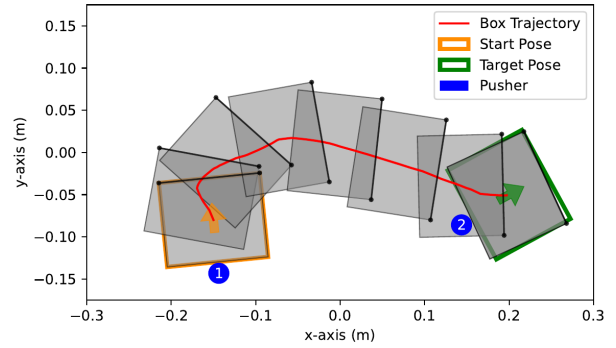 Box Trajectory
Start Pose
Target Pose
Pusher
y-axis (m)
0.15
0.10
0.05
0.00
−0.05
−0.10
−0.15
1
2
−0.3
−0.2
−0.1
0.0
0.1
0.2
0.3
x-axis (m)